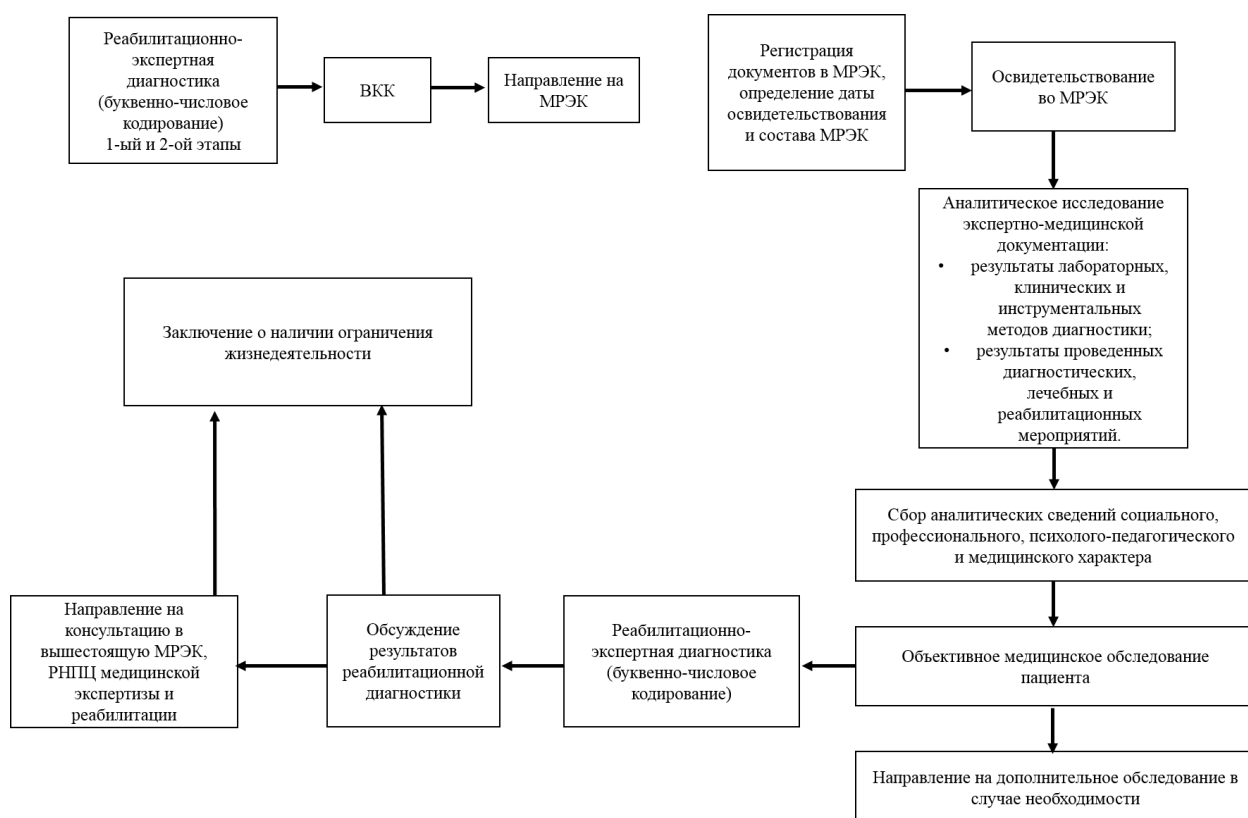 Реабилитационно-
экспертная
диагностика
(буквенно-числовое
кодирование)
1-ый и 2-ой этапы
ВКК
Направление на
МРЭК
Регистрация
документов в МРЭК,
определение даты
освидетельствования
и состава МРЭК
Освидетельствование
во МРЭК
Аналитическое исследование
экспертно-медицинской
документации:
• результаты лабораторных,
клинических и
инструментальных
методов диагностики;
• результаты проведенных
диагностических,
лечебных и
реабилитационных
мероприятий.
Заключение о наличии ограничения
жизнедеятельности
Сбор аналитических сведений социального,
профессионального, психолого-педагогического
и медицинского характера
Направление на
консультацию в
вышестоящую МРЭК,
РНПЦ медицинской
экспертизы и
реабилитации
Обсуждение
результатов
реабилитационной
диагностики
Реабилитационно-
экспертная диагностика
(буквенно-числовое
кодирование)
Объективное медицинское обследование
пациента
Направление на дополнительное обследование в
случае необходимости